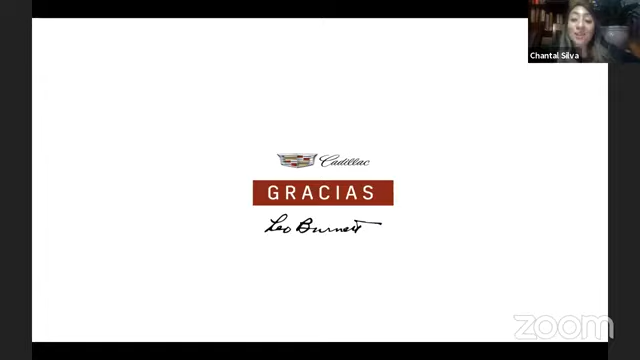 Chantal Silva
Cadillac
GRACIAS
Leo Burnett
zoom